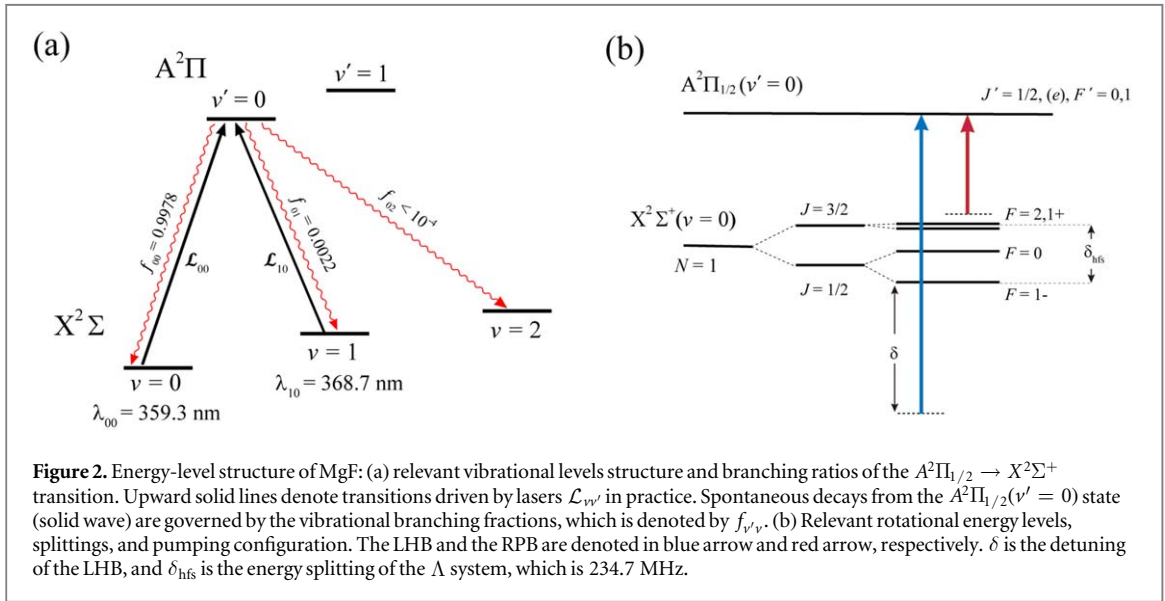 (a)
A²Π
v' = 1
v' = 0
f₀₀ = 0.9978
𝓛₀₀
𝓛₁₀
f₀₁ = 0.0022
f₀₂ < 10⁻⁴
X²Σ
v = 0
λ₀₀ = 359.3 nm
v = 1
λ₁₀ = 368.7 nm
v = 2
(b)
A²Π₁/₂(v' = 0)
J' = 1/2, (e), F' = 0,1
X²Σ⁺(v = 0)
N = 1
J = 3/2
J = 1/2
F = 2,1+
F = 0
F = 1-
δ_hfs
δ
Figure 2. Energy-level structure of MgF: (a) relevant vibrational levels structure and branching ratios of the A²Π₁/₂ → X²Σ⁺
transition. Upward solid lines denote transitions driven by lasers 𝓛_vv′ in practice. Spontaneous decays from the A²Π₁/₂(v′ = 0) state
(solid wave) are governed by the vibrational branching fractions, which is denoted by f_v′v. (b) Relevant rotational energy levels,
splittings, and pumping configuration. The LHB and the RPB are denoted in blue arrow and red arrow, respectively. δ is the detuning
of the LHB, and δ_hfs is the energy splitting of the Λ system, which is 234.7 MHz.